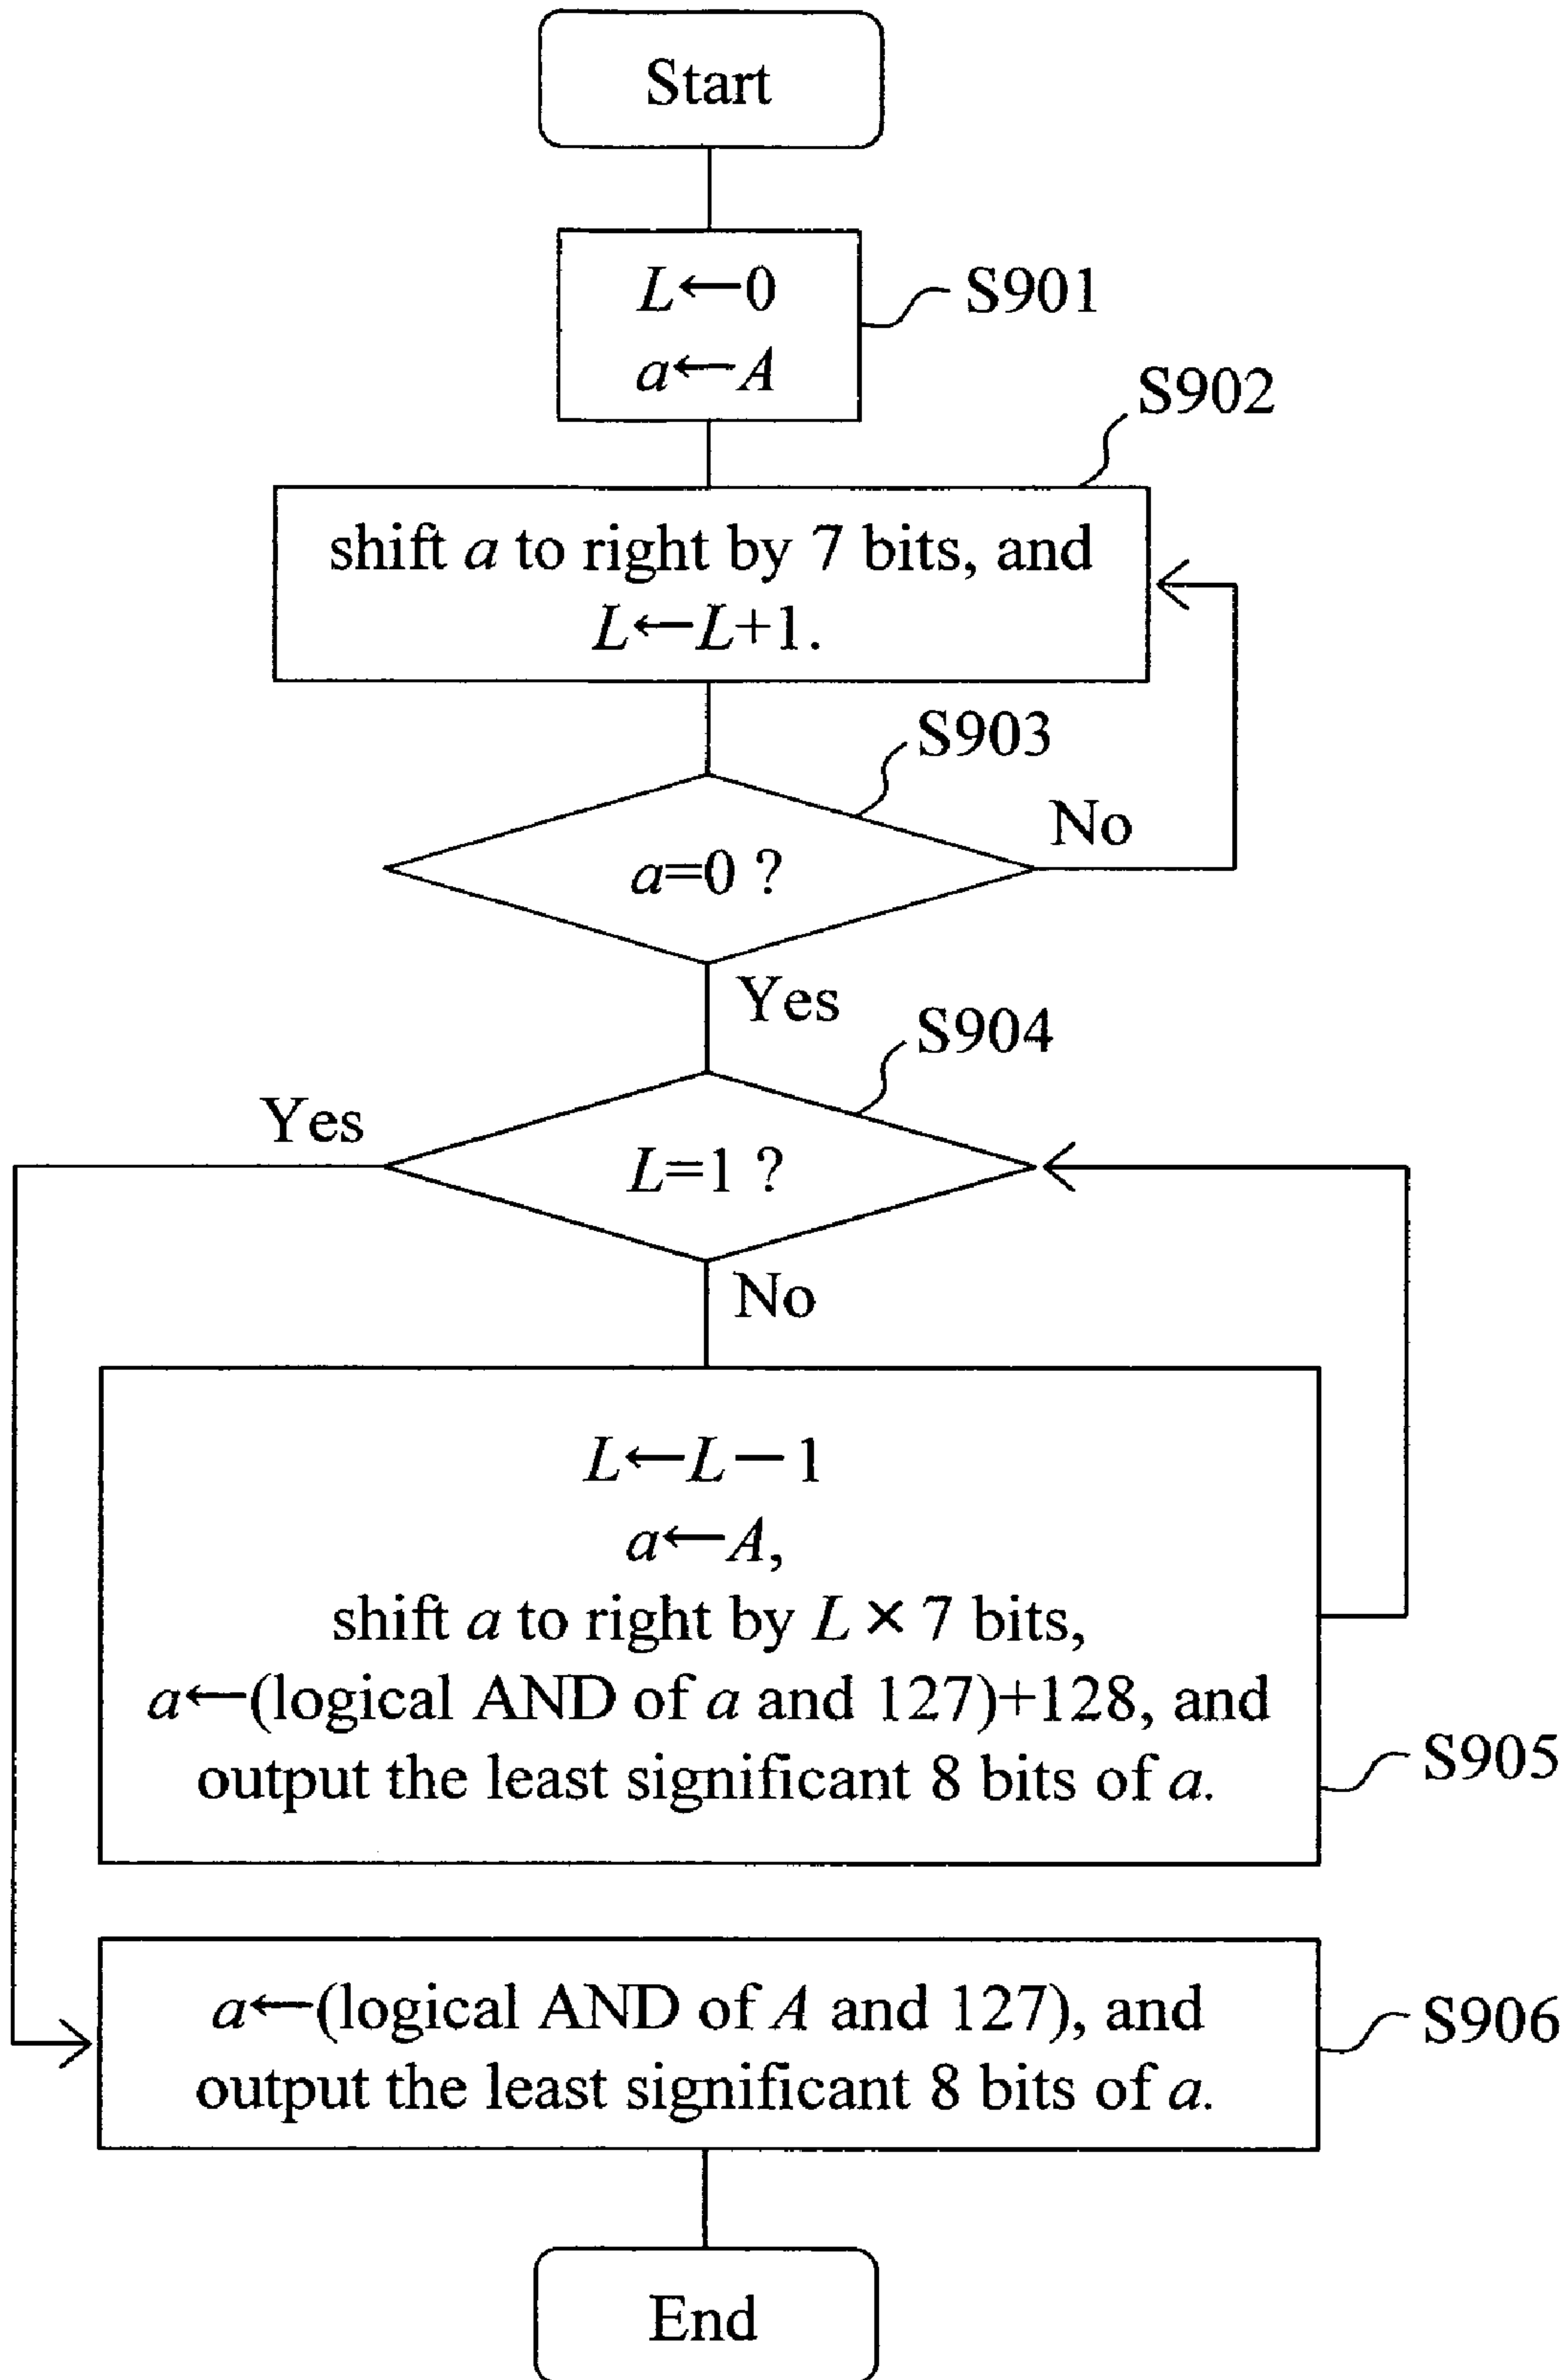 Start
L←0
a←A
S901
S902
shift a to right by 7 bits, and
L←L+1.
S903
a=0 ?
No
Yes
S904
Yes
L=1 ?
No
L←L−1
a←A,
shift a to right by L × 7 bits,
a←(logical AND of a and 127)+128, and
output the least significant 8 bits of a.
S905
a←(logical AND of A and 127), and
output the least significant 8 bits of a.
S906
End